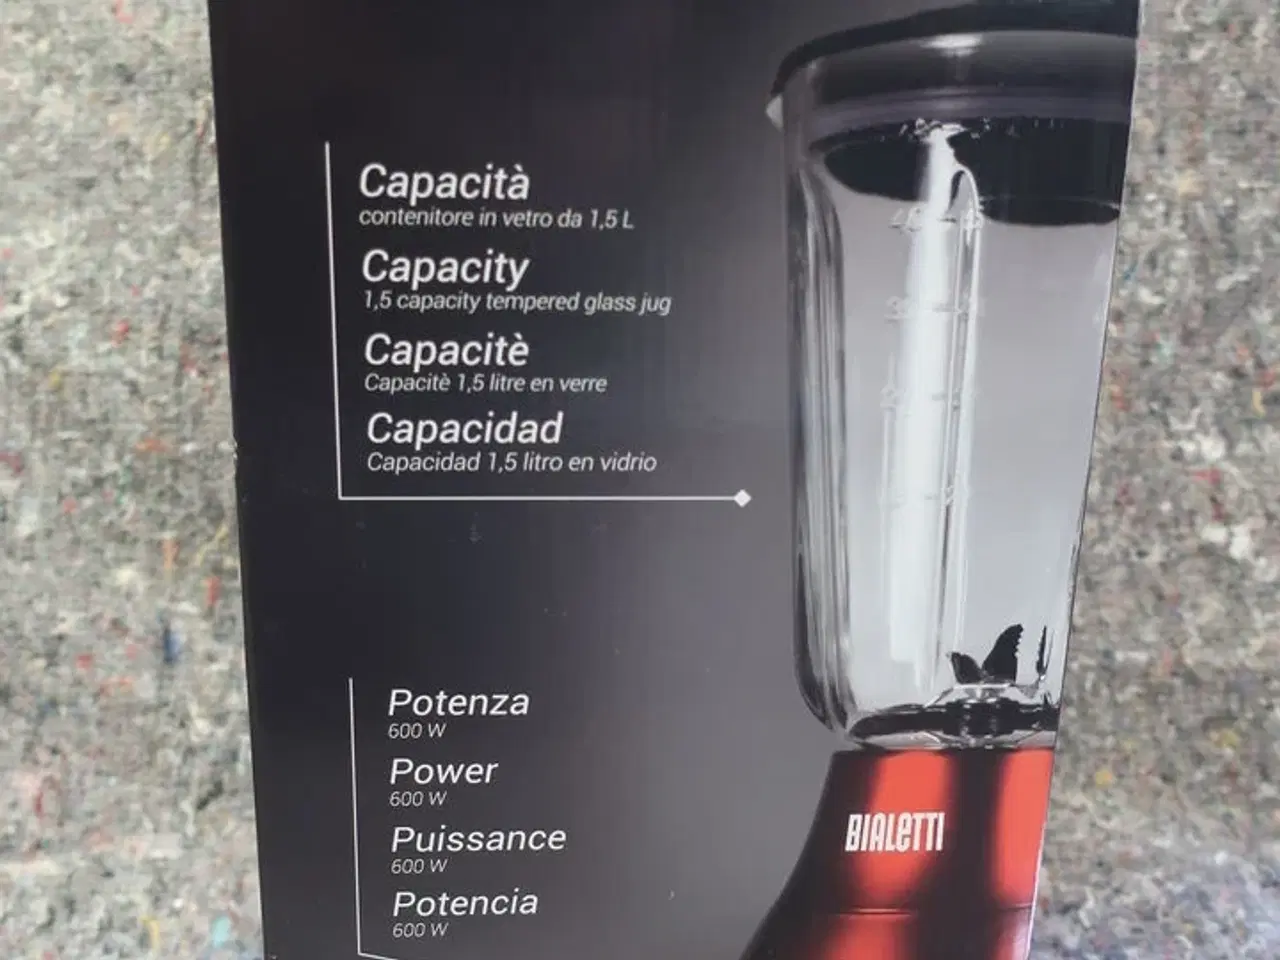 Capacità
contenitore in vetro da 1,5 L
Capacity
1,5 capacity tempered glass jug
Capacitè
Capacitè 1,5 litre en verre
Capacidad
Capacidad 1,5 litro en vidrio
Potenza
600 W
Power
600 W
Puissance
600 W
Potencia
600 W
BIALETTI